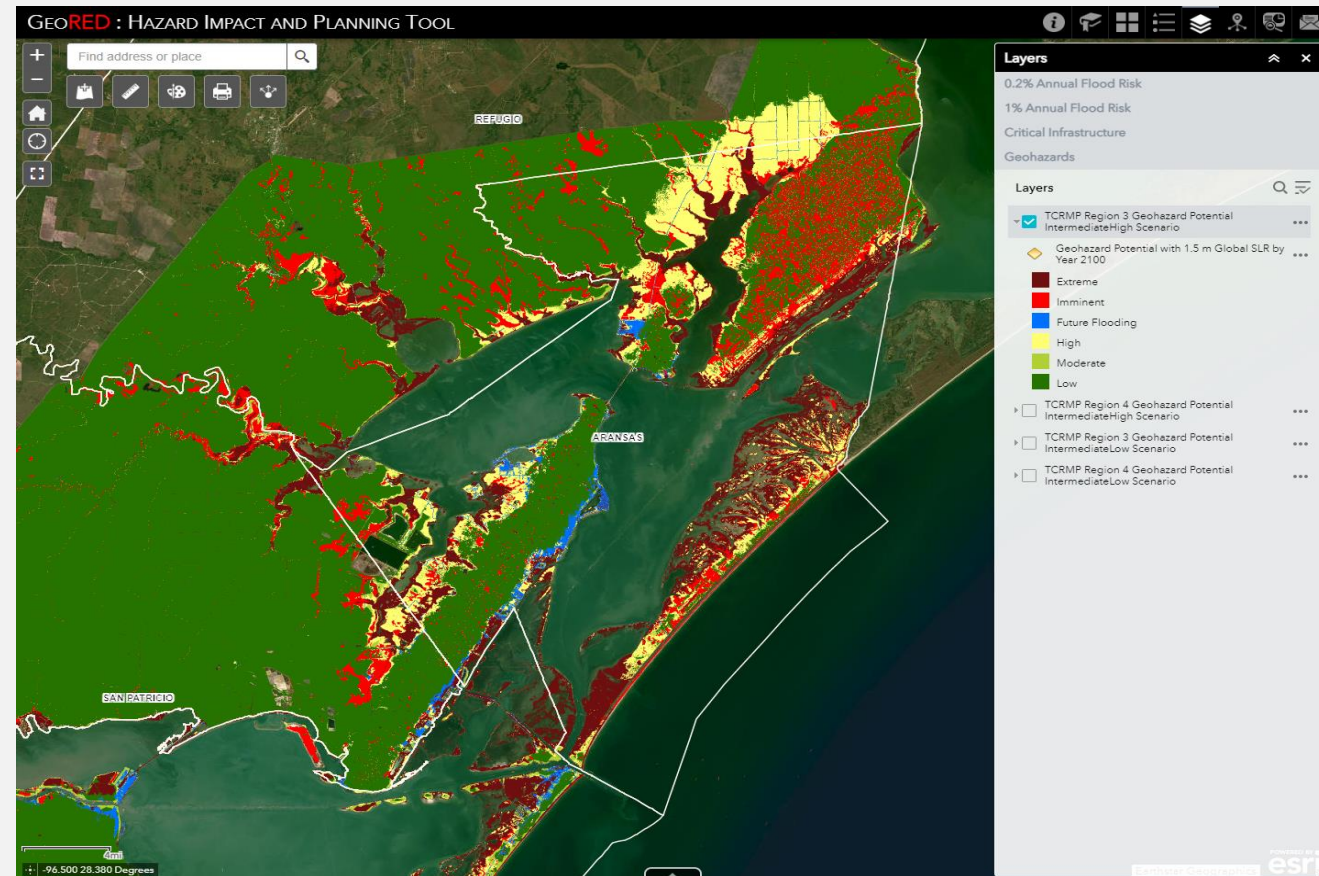 GEORED : HAZARD IMPACT AND PLANNING TOOL
Find address or place
REFUGIO
ARANSAS
SAN PATRICIO
4mi
-96.500 28.380 Degrees
Layers
0.2% Annual Flood Risk
1% Annual Flood Risk
Critical Infrastructure
Geohazards
Layers
TCRMP Region 3 Geohazard Potential
IntermediateHigh Scenario
Geohazard Potential with 1.5 m Global SLR by
Year 2100
Extreme
Imminent
Future Flooding
High
Moderate
Low
TCRMP Region 4 Geohazard Potential
IntermediateHigh Scenario
TCRMP Region 3 Geohazard Potential
IntermediateLow Scenario
TCRMP Region 4 Geohazard Potential
IntermediateLow Scenario
POWERED BY
esri
Earthstar Geographics